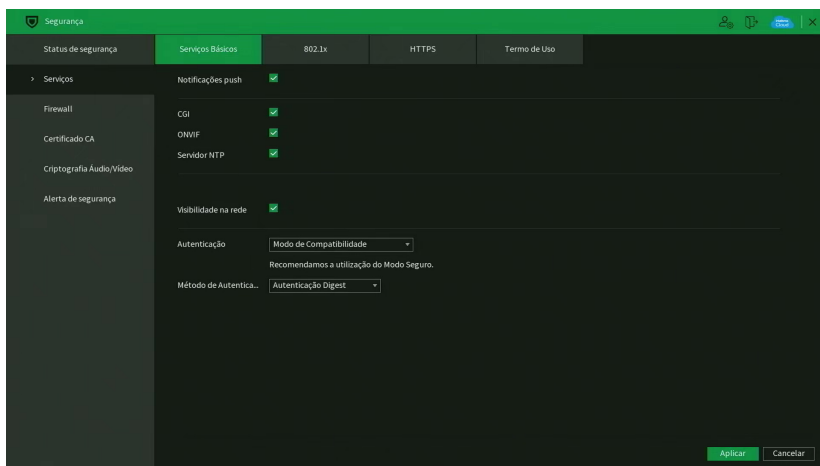 Segurança
Status de segurança
Serviços Básicos
802.1x
HTTPS
Termo de Uso
> Serviços
Firewall
Certificado CA
Criptografia Áudio/Vídeo
Alerta de segurança
Notificações push
CGI
ONVIF
Servidor NTP
Visibilidade na rede
Autenticação
Modo de Compatibilidade
Recomendamos a utilização do Modo Seguro.
Método de Autentica...
Autenticação Digest
Aplicar
Cancelar